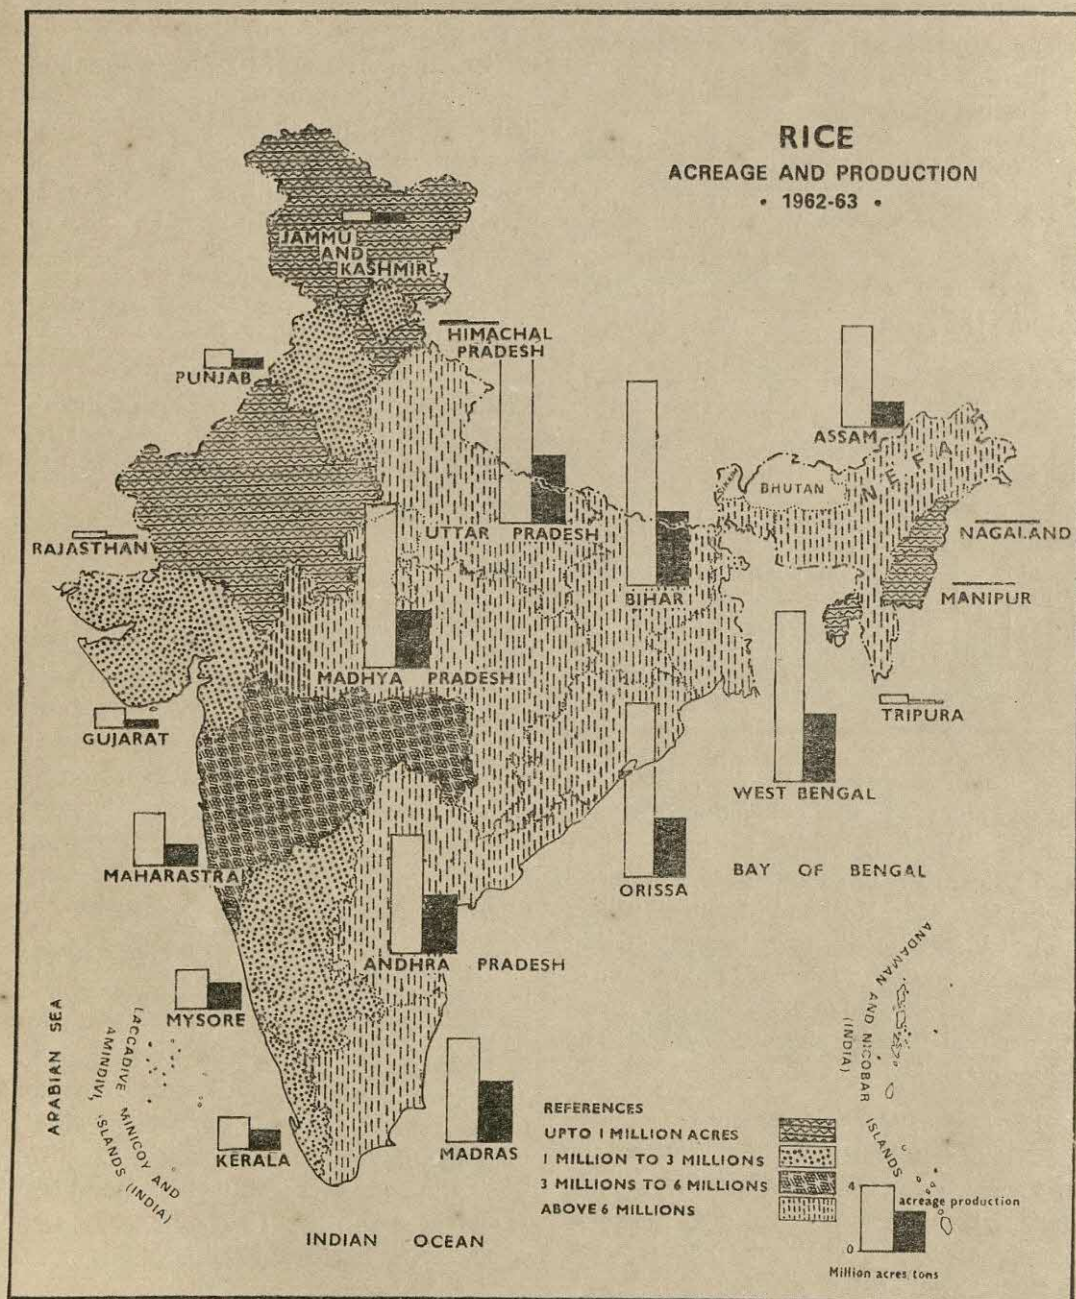 RICE
ACREAGE AND PRODUCTION
• 1962-63 •
JAMMU
AND
KASHMIR
HIMACHAL
PRADESH
PUNJAB
ASSAM
N E F A
BHUTAN
UTTAR PRADESH
RAJASTHAN
NAGALAND
BIHAR
MANIPUR
MADHYA PRADESH
TRIPURA
GUJARAT
WEST BENGAL
MAHARASTRA
ORISSA
BAY OF BENGAL
ANDHRA PRADESH
ANDAMAN AND NICOBAR
(INDIA)
ISLANDS
MYSORE
ARABIAN SEA
LACCADIVE MINICOY AND
AMINDIVI, ISLANDS (INDIA)
KERALA
MADRAS
REFERENCES
UPTO 1 MILLION ACRES
1 MILLION TO 3 MILLIONS
3 MILLIONS TO 6 MILLIONS
ABOVE 6 MILLIONS
4
acreage production
0
Million acres tons
INDIAN OCEAN